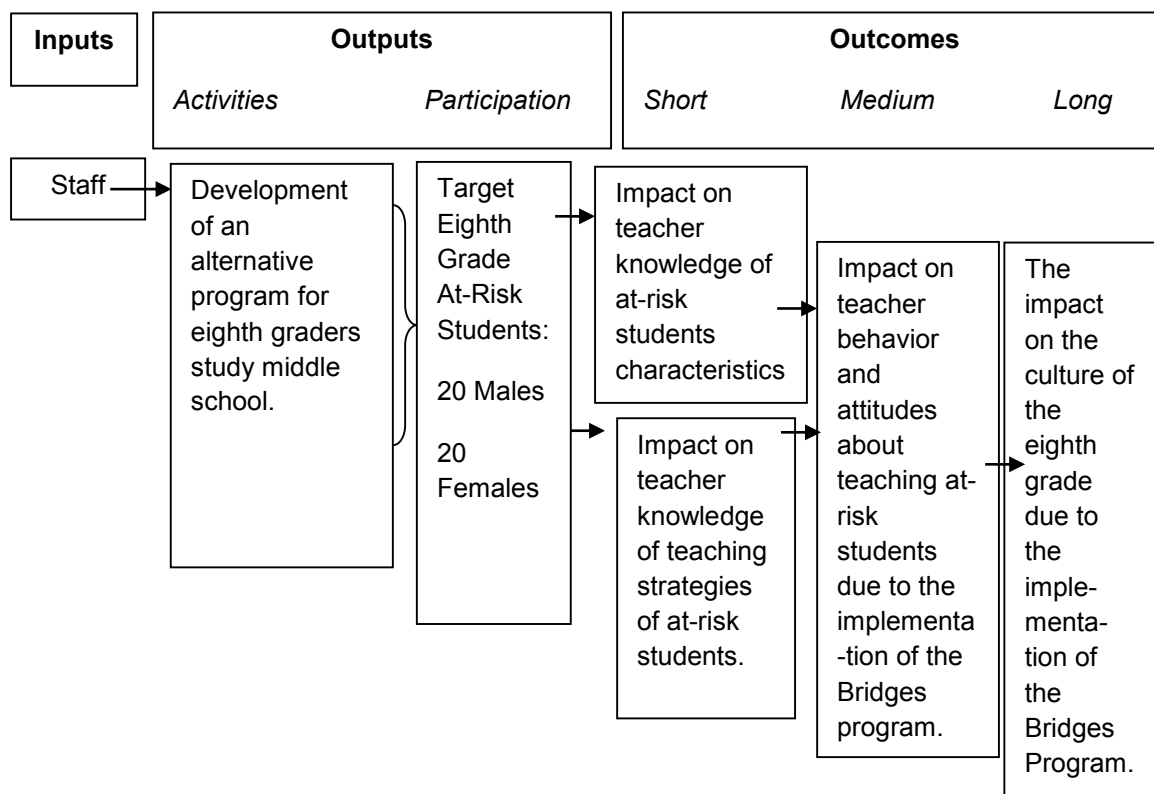 Inputs
Outputs
Outcomes
Activities
Participation
Short
Medium
Long
Staff
Development
of an
alternative
program for
eighth graders
study middle
school.
Target
Eighth
Grade
At-Risk
Students:
20 Males
20
Females
Impact on
teacher
knowledge of
at-risk
students
characteristics
Impact on
teacher
knowledge
of teaching
strategies
of at-risk
students.
Impact on
teacher
behavior
and
attitudes
about
teaching at-
risk
students
due to the
implementa
-tion of the
Bridges
program.
The
impact
on the
culture of
the
eighth
grade
due to
the
imple-
menta-
tion of
the
Bridges
Program.